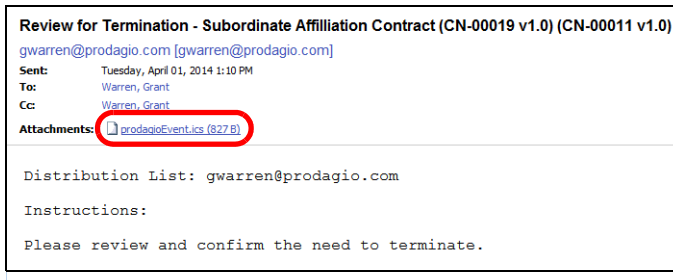 Review for Termination - Subordinate Affilliation Contract (CN-00019 v1.0) (CN-00011 v1.0)
gwarren@prodagio.com [gwarren@prodagio.com]
Sent: Tuesday, April 01, 2014 1:10 PM
To: Warren, Grant
Cc: Warren, Grant
Attachments: prodagioEvent.ics (827 B)
Distribution List: gwarren@prodagio.com
Instructions:
Please review and confirm the need to terminate.